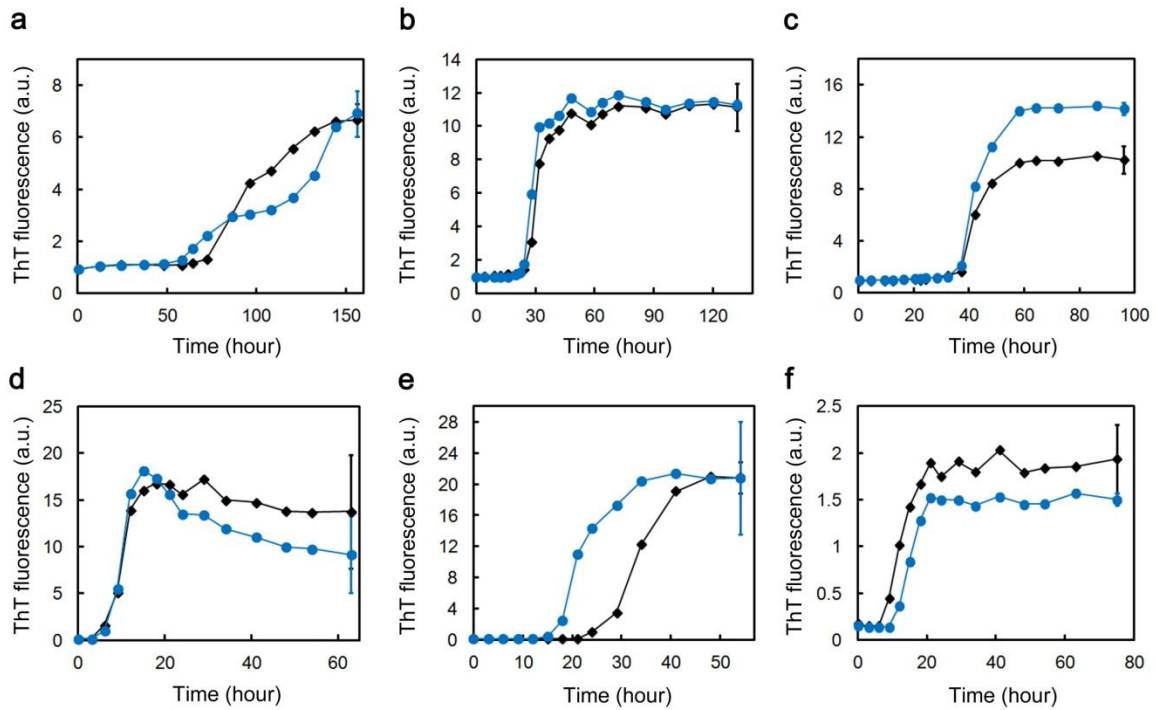 a
ThT fluorescence (a.u.)
8
6
4
2
0
0 50 100 150
Time (hour)
b
ThT fluorescence (a.u.)
14
12
10
8
6
4
2
0
0 30 60 90 120
Time (hour)
c
ThT fluorescence (a.u.)
16
12
8
4
0
0 20 40 60 80 100
Time (hour)
d
ThT fluorescence (a.u.)
25
20
15
10
5
0
0 20 40 60
Time (hour)
e
ThT fluorescence (a.u.)
28
24
20
16
12
8
4
0
0 10 20 30 40 50
Time (hour)
f
ThT fluorescence (a.u.)
2.5
2
1.5
1
0.5
0
0 20 40 60 80
Time (hour)